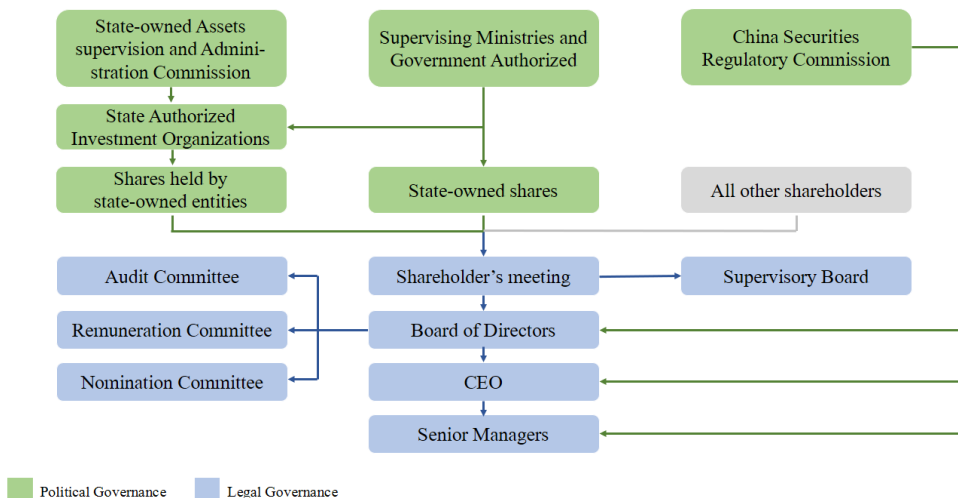 State-owned Assets
supervision and Admini-
stration Commission
Supervising Ministries and
Government Authorized
China Securities
Regulatory Commission
State Authorized
Investment Organizations
Shares held by
state-owned entities
State-owned shares
All other shareholders
Audit Committee
Shareholder’s meeting
Supervisory Board
Remuneration Committee
Board of Directors
Nomination Committee
CEO
Senior Managers
Political Governance
Legal Governance